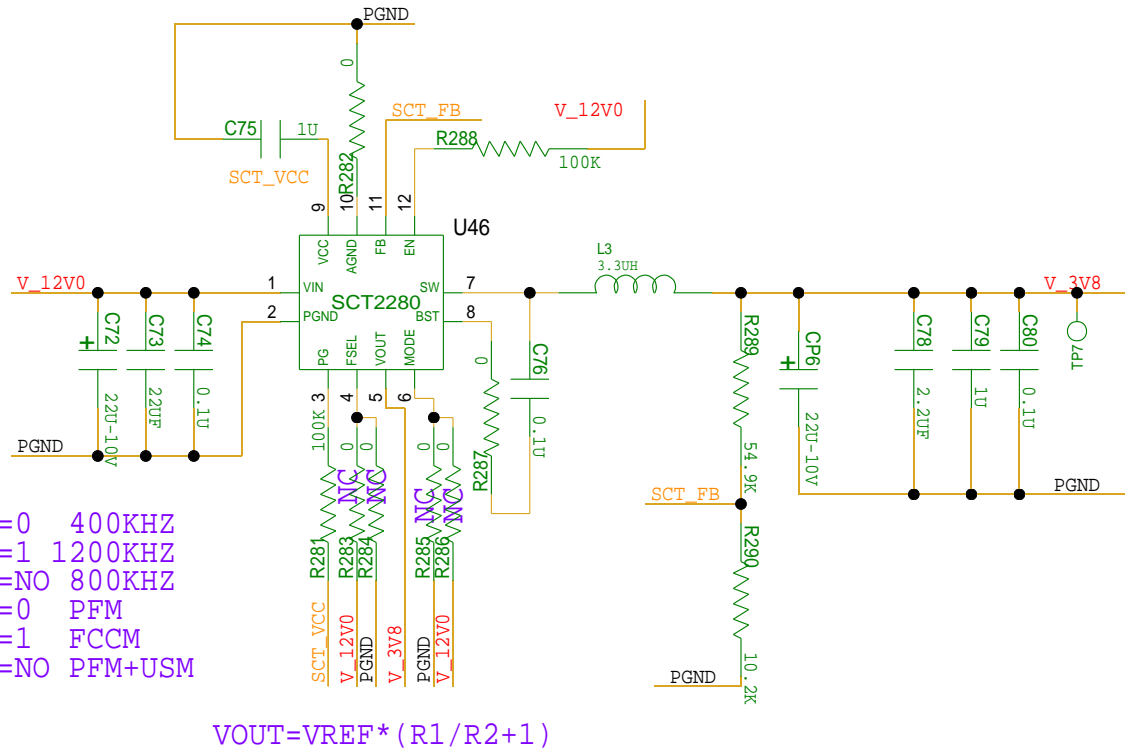 PGND
0
SCT_FB
V_12V0
C75
1U
R288
100K
R282
SCT_VCC
9
10
11
12
U46
VCC
AGND
FB
EN
L3
3.3UH
V_12V0
1
VIN
SW
7
V_3V8
SCT2280
2
PGND
BST
8
PG
FSEL
VOUT
MODE
C72
+
22U-10V
C73
22UF
C74
0.1U
0
C76
0.1U
R287
R289
54.9K
CP6
+
22U-10V
C78
2.2UF
C79
1U
C80
0.1U
TP7
3
4
5
6
PGND
100K
0
0
0
0
NC
NC
NC
NC
R281
R283
R284
R285
R286
SCT_FB
PGND
R290
10.2K
PGND
=0 400KHZ
=1 1200KHZ
=NO 800KHZ
=0 PFM
=1 FCCM
=NO PFM+USM
SCT_VCC
V_12V0
PGND
V_3V8
PGND
V_12V0
VOUT=VREF*(R1/R2+1)